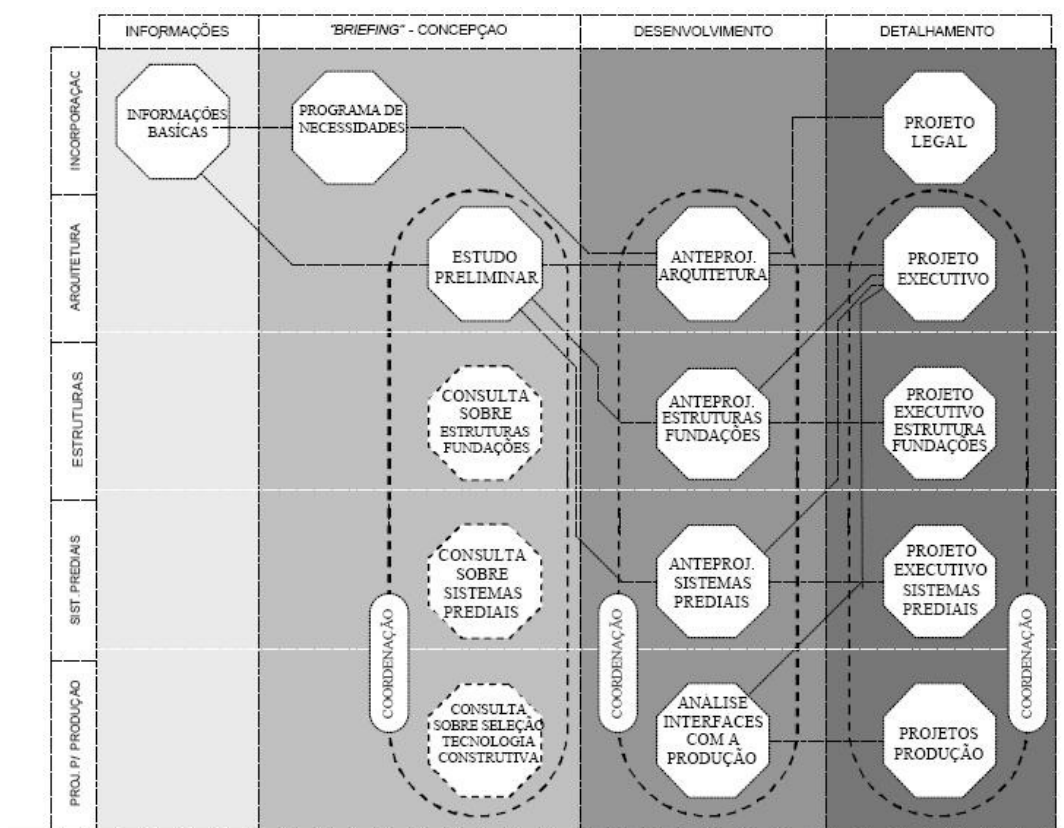 INFORMAÇÕES
"BRIEFING" - CONCEPÇAO
DESENVOLVIMENTO
DETALHAMENTO
INCORPORAÇAC
INFORMAÇÕES
BASÍCAS
PROGRAMA DE
NECESSIDADES
PROJETO
LEGAL
ARQUITETURA
ESTUDO
PRELIMINAR
ANTEPROJ.
ARQUITETURA
PROJETO
EXECUTIVO
ESTRUTURAS
CONSULTA
SOBRE
ESTRUTURAS
FUNDAÇÕES
ANTEPROJ.
ESTRUTURAS
FUNDAÇÕES
PROJETO
EXECUTIVO
ESTRUTURA
FUNDAÇÕES
SIST. PREDIAIS
CONSULTA
SOBRE
SISTEMAS
PREDIAIS
ANTEPROJ.
SISTEMAS
PREDIAIS
PROJETO
EXECUTIVO
SISTEMAS
PREDIAIS
COORDENAÇÃO
COORDENAÇÃO
COORDENAÇÃO
PROJ. P/ PRODUÇAO
CONSULTA
SOBRE SELEÇÃO
TECNOLOGIA
CONSTRUTIVA
ANÁLISE
INTERFACES
COM A
PRODUÇÃO
PROJETOS
PRODUÇÃO